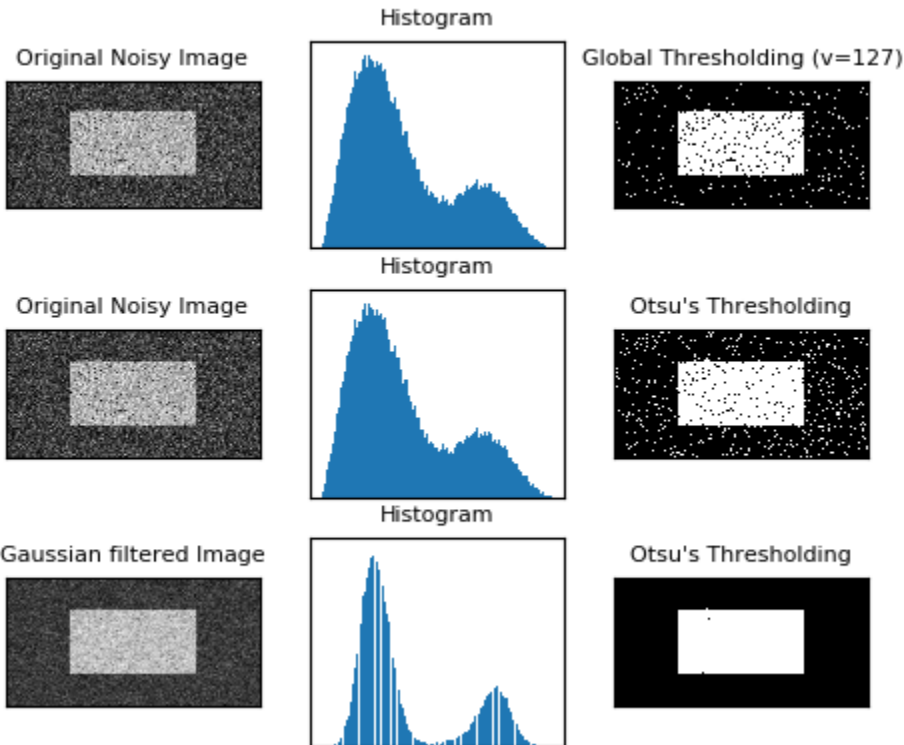 Histogram
Original Noisy Image
Global Thresholding (v=127)
Histogram
Original Noisy Image
Otsu's Thresholding
Histogram
Gaussian filtered Image
Otsu's Thresholding